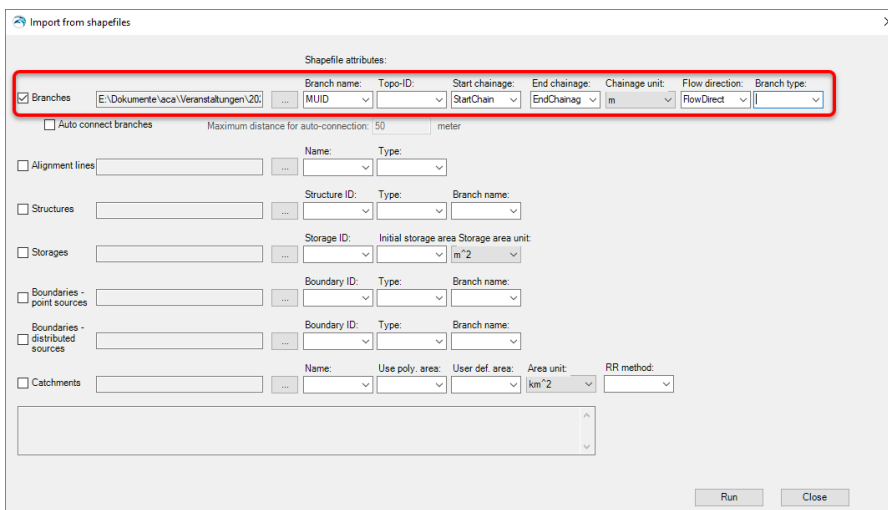 Import from shapefiles
Shapefile attributes:
Branch name: Topo-ID: Start chainage: End chainage: Chainage unit: Flow direction: Branch type:
Branches E:\Dokumente\aca\Veranstaltungen\20 ... MUID StartChain EndChainag m FlowDirect
Auto connect branches Maximum distance for auto-connection: 50 meter
Name: Type:
Alignment lines ...
Structure ID: Type: Branch name:
Structures ...
Storage ID: Initial storage area Storage area unit:
Storages ... m^2
Boundary ID: Type: Branch name:
Boundaries - point sources ...
Boundary ID: Type: Branch name:
Boundaries - distributed sources ...
Name: Use poly. area: User def. area: Area unit: RR method:
Catchments ... km^2
Run Close